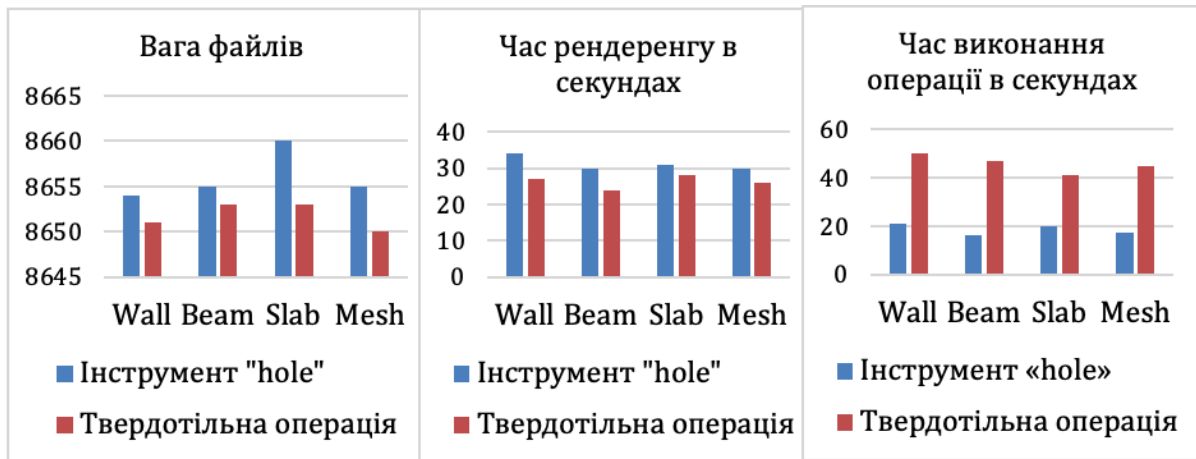 Вага файлів
8665
8660
8655
8650
8645
Wall Beam Slab Mesh
Інструмент "hole"
Твердотільна операція
Час рендеренгу в
секундах
40
30
20
10
0
Wall Beam Slab Mesh
Інструмент "hole"
Твердотільна операція
Час виконання
операції в секундах
60
40
20
0
Wall Beam Slab Mesh
Інструмент «hole»
Твердотільна операція